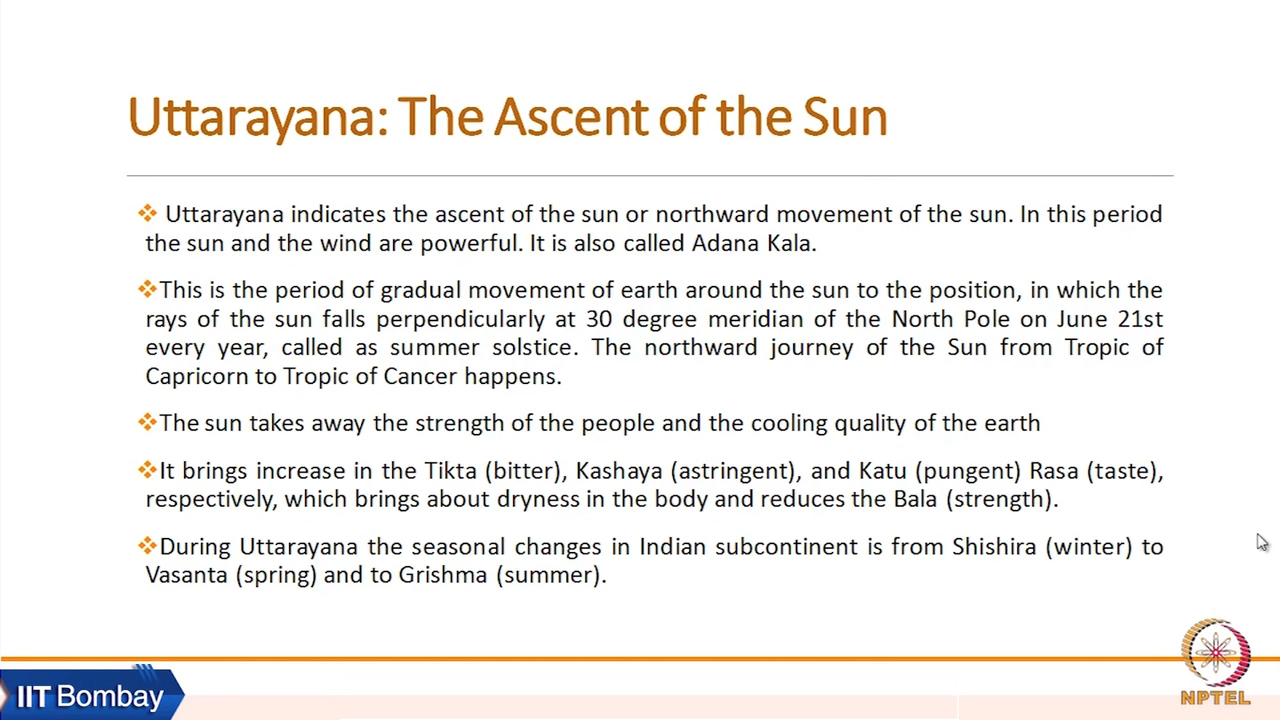 Uttarayana: The Ascent of the Sun
❖ Uttarayana indicates the ascent of the sun or northward movement of the sun. In this period
the sun and the wind are powerful. It is also called Adana Kala.
❖This is the period of gradual movement of earth around the sun to the position, in which the
rays of the sun falls perpendicularly at 30 degree meridian of the North Pole on June 21st
every year, called as summer solstice. The northward journey of the Sun from Tropic of
Capricorn to Tropic of Cancer happens.
❖The sun takes away the strength of the people and the cooling quality of the earth
❖It brings increase in the Tikta (bitter), Kashaya (astringent), and Katu (pungent) Rasa (taste),
respectively, which brings about dryness in the body and reduces the Bala (strength).
❖During Uttarayana the seasonal changes in Indian subcontinent is from Shishira (winter) to
Vasanta (spring) and to Grishma (summer).
IIT Bombay
NPTEL